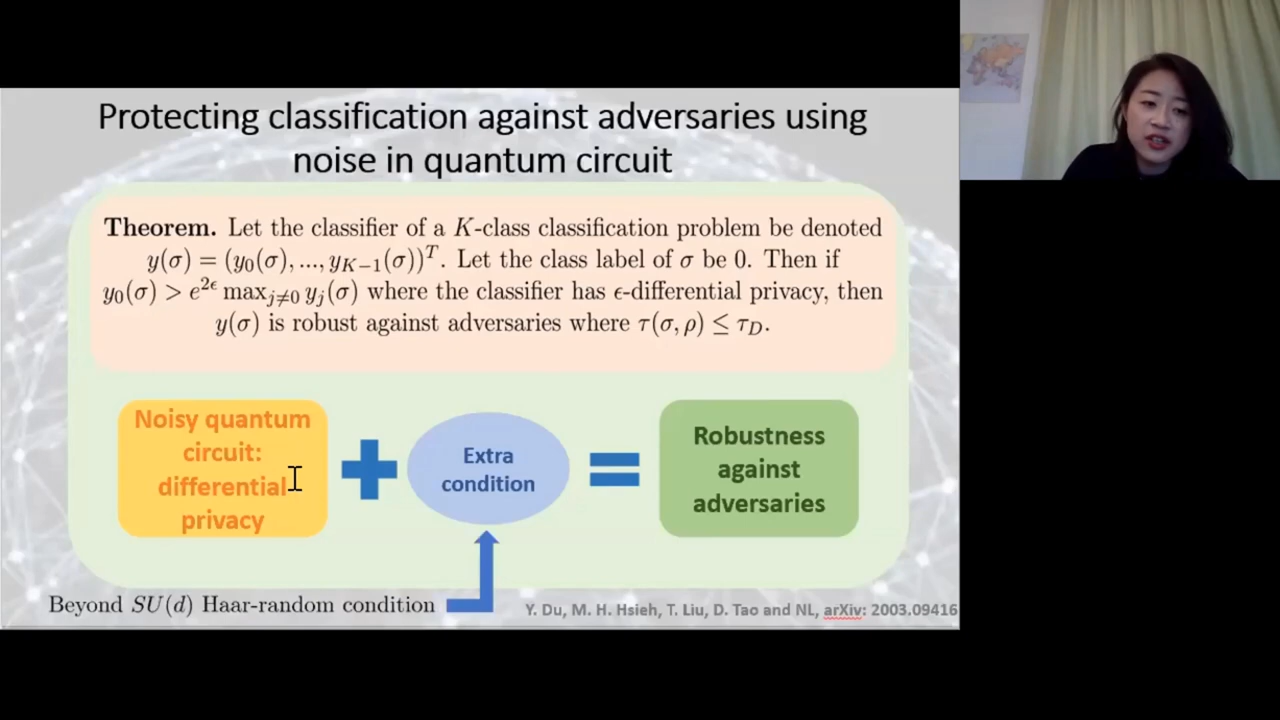 Protecting classification against adversaries using
noise in quantum circuit
Theorem. Let the classifier of a K-class classification problem be denoted
y(σ) = (y₀(σ), ..., y_{K−1}(σ))^T. Let the class label of σ be 0. Then if
y₀(σ) > e^{2ϵ} max_{j≠0} y_j(σ) where the classifier has ϵ-differential privacy, then
y(σ) is robust against adversaries where τ(σ, ρ) ≤ τ_D.
Noisy quantum
circuit:
differential
privacy
Extra
condition
Robustness
against
adversaries
Beyond SU(d) Haar-random condition
Y. Du, M. H. Hsieh, T. Liu, D. Tao and NL, arXiv: 2003.09416